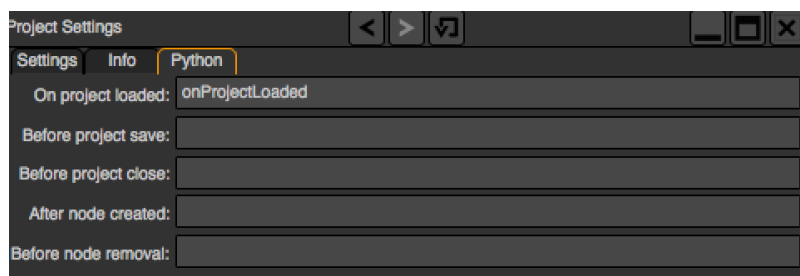 Project Settings
Settings Info Python
On project loaded: onProjectLoaded
Before project save:
Before project close:
After node created:
Before node removal: